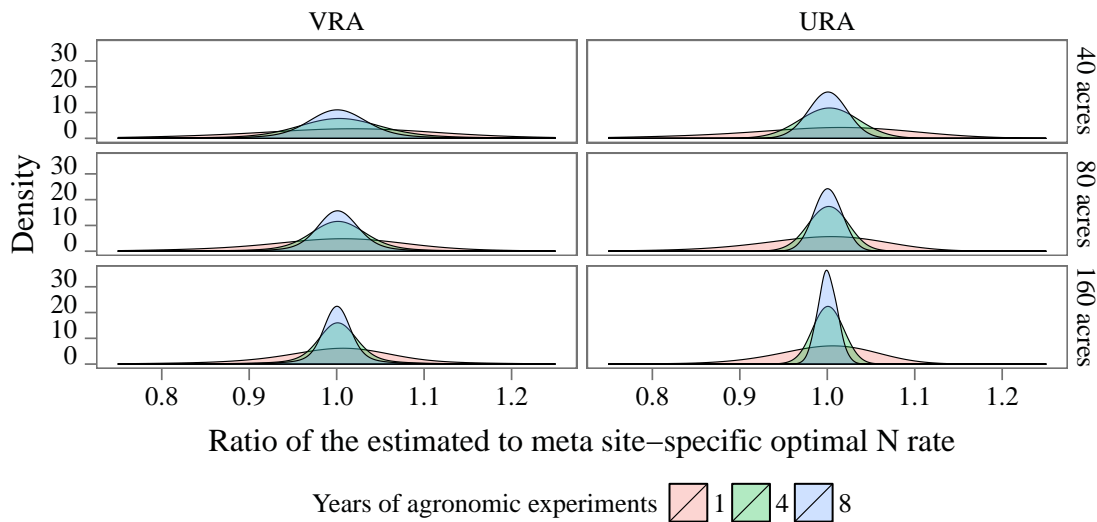 VRA URA
30
20
10
0
40 acres
30
20
10
0
80 acres
30
20
10
0
160 acres
Density
0.8 0.9 1.0 1.1 1.2 0.8 0.9 1.0 1.1 1.2
Ratio of the estimated to meta site−specific optimal N rate
Years of agronomic experiments 1 4 8